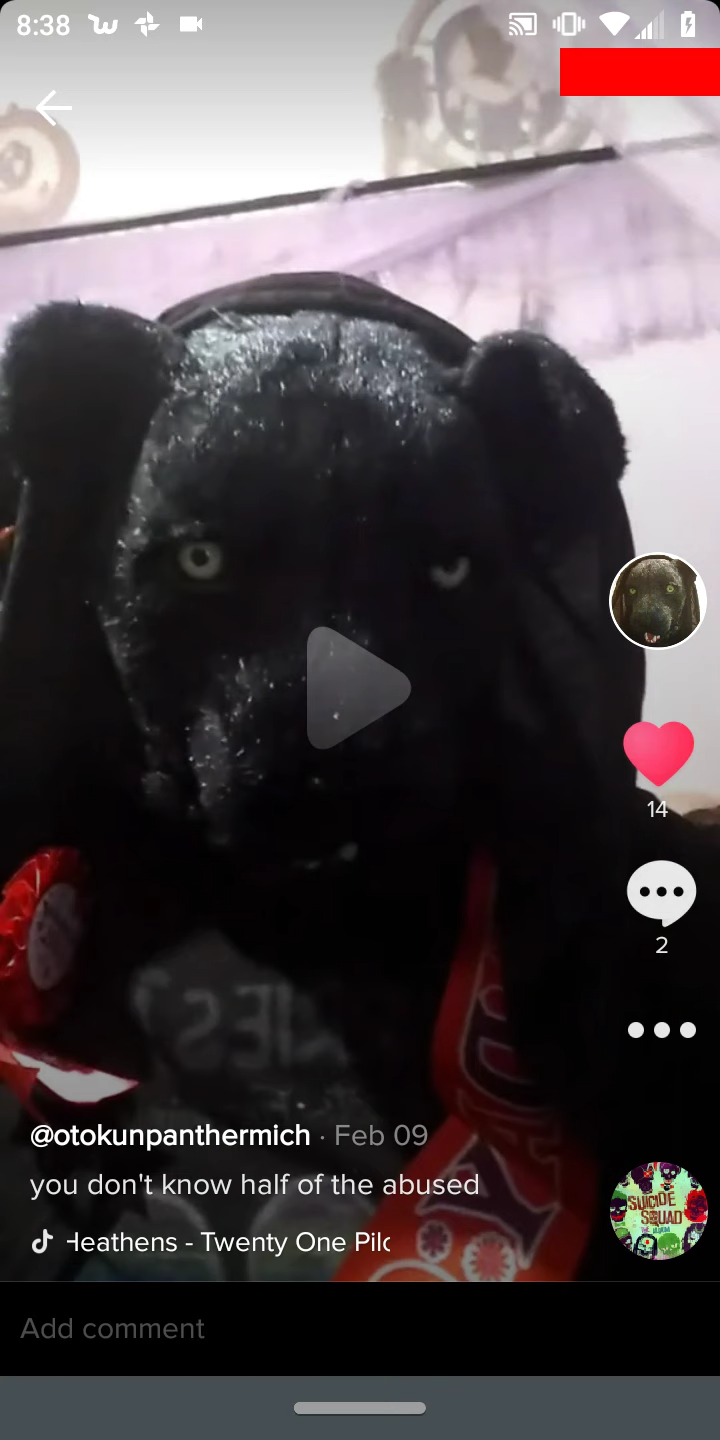 8:38
14
2
@otokunpanthermich · Feb 09
you don't know half of the abused
SUICIDE
SQUAD
Heathens - Twenty One Pilo
Add comment